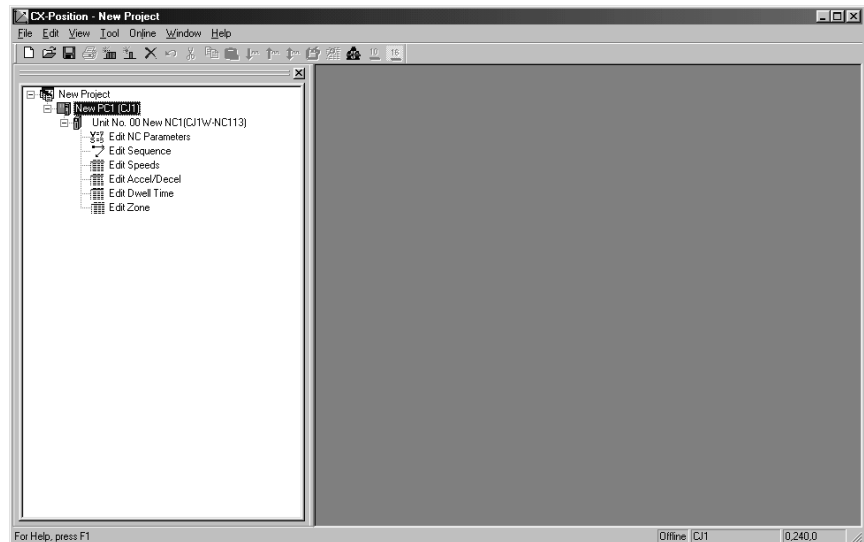 CX-Position - New Project
File Edit View Tool Online Window Help
10 16
New Project
New PC1 (CJ1)
Unit No. 00 New NC1(CJ1W-NC113)
Edit NC Parameters
Edit Sequence
Edit Speeds
Edit Accel/Decel
Edit Dwell Time
Edit Zone
For Help, press F1 Offline CJ1 0,240,0